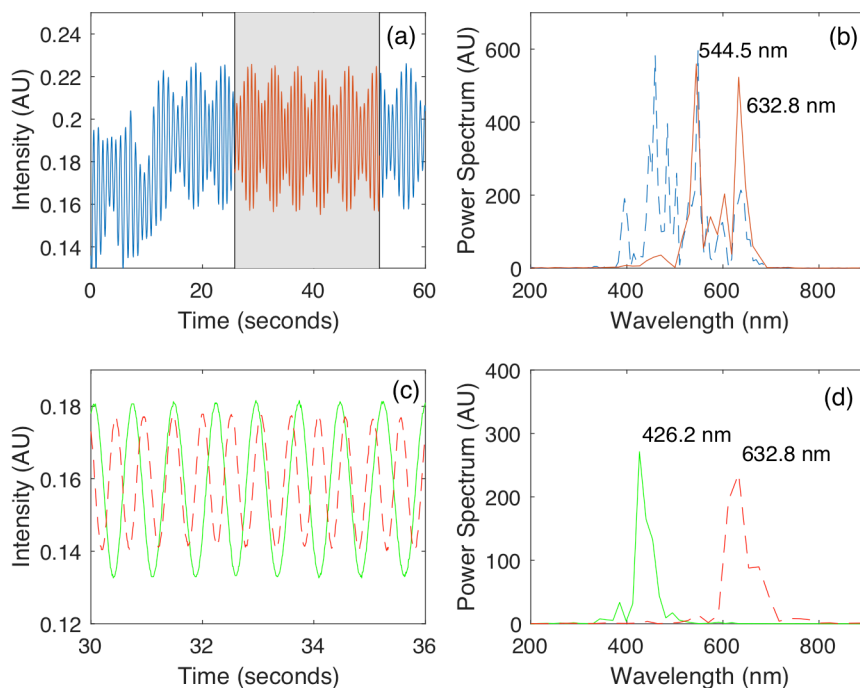 (a)
0.24
0.22
0.2
0.18
0.16
0.14
Intensity (AU)
0 20 40 60
Time (seconds)
(b)
544.5 nm
632.8 nm
600
400
200
0
Power Spectrum (AU)
200 400 600 800
Wavelength (nm)
(c)
0.18
0.16
0.14
0.12
Intensity (AU)
30 32 34 36
Time (seconds)
(d)
426.2 nm
632.8 nm
400
300
200
100
0
Power Spectrum (AU)
200 400 600 800
Wavelength (nm)